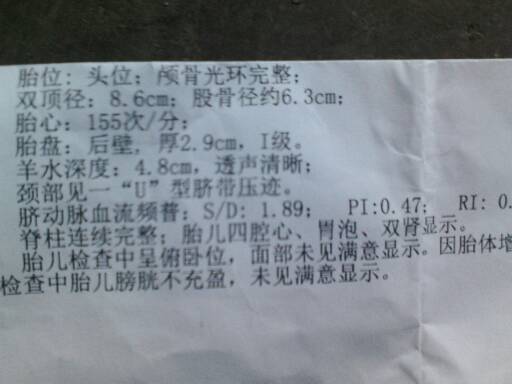 胎位: 头位; 颅骨光环完整;
双顶径: 8.6cm; 股骨径约6.3cm;
胎心: 155次/分;
胎盘: 后壁, 厚2.9cm, I级。
羊水深度: 4.8cm, 透声清晰;
颈部见一“U”型脐带压迹。
脐动脉血流频普: S/D: 1.89; PI:0.47; RI: 0.
脊柱连续完整; 胎儿四腔心、胃泡、双肾显示。
胎儿检查中呈俯卧位, 面部未见满意显示。因胎体增
检查中胎儿膀胱不充盈, 未见满意显示。